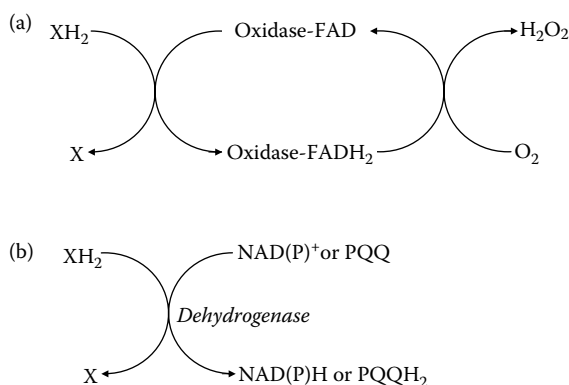 (a)
XH₂ Oxidase-FAD H₂O₂
X Oxidase-FADH₂ O₂
(b)
XH₂ NAD(P)⁺or PQQ
Dehydrogenase
X NAD(P)H or PQQH₂